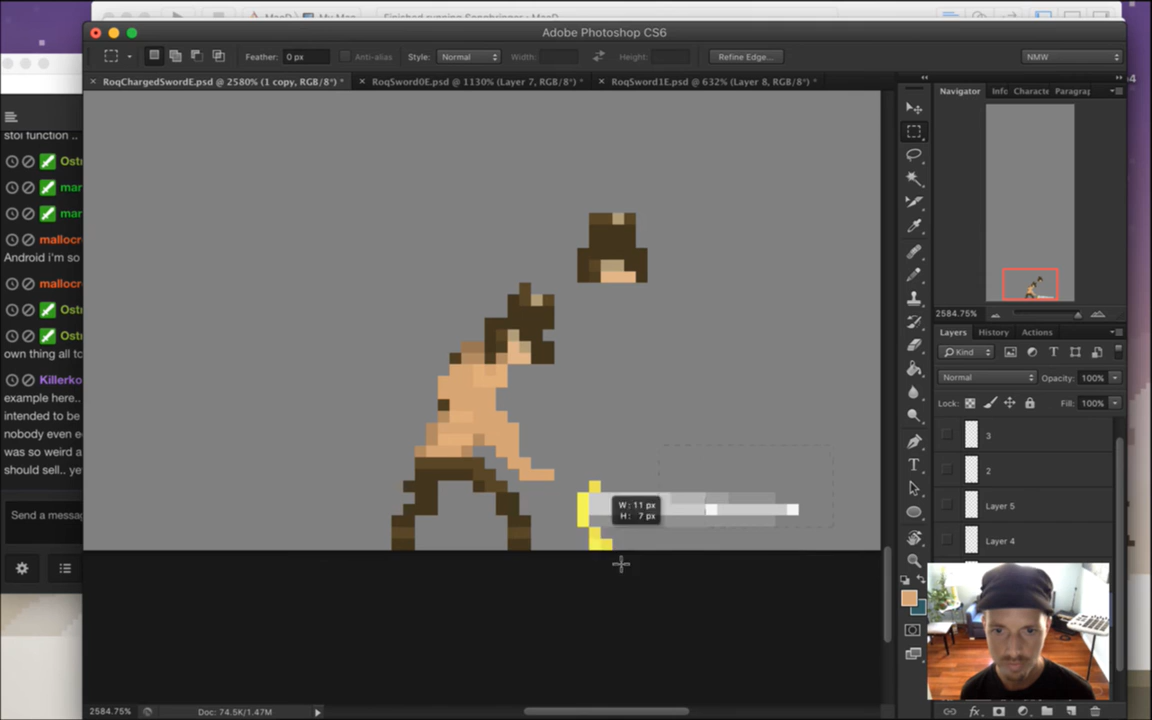 Finished running
Adobe Photoshop CS6
Feather: 0 px
Anti-alias
Style: Normal
Width:
Height:
Refine Edge...
NMW
× RoqChargedSwordE.psd @ 2580% (1 copy, RGB/8*) *
× RoqSword0E.psd @ 1130% (Layer 7, RGB/8*) *
× RoqSword1E.psd @ 632% (Layer 8, RGB/8*) *
Navigator
Info
Characte
Paragra
stoi function ..
Ostr
mar
mar
mallocr
Android i'm so
mallocr
Ostr
Ostr
own thing all to
Killerko
example here..
intended to be
nobody even e
was so weird a
should sell.. ye
Send a messag
W: 11 px
H: 7 px
2584.75%
Layers
History
Actions
Kind
Normal
Opacity: 100%
Lock:
Fill: 100%
3
2
Layer 5
Layer 4
2584.75%
Doc: 74.5K/1.47M